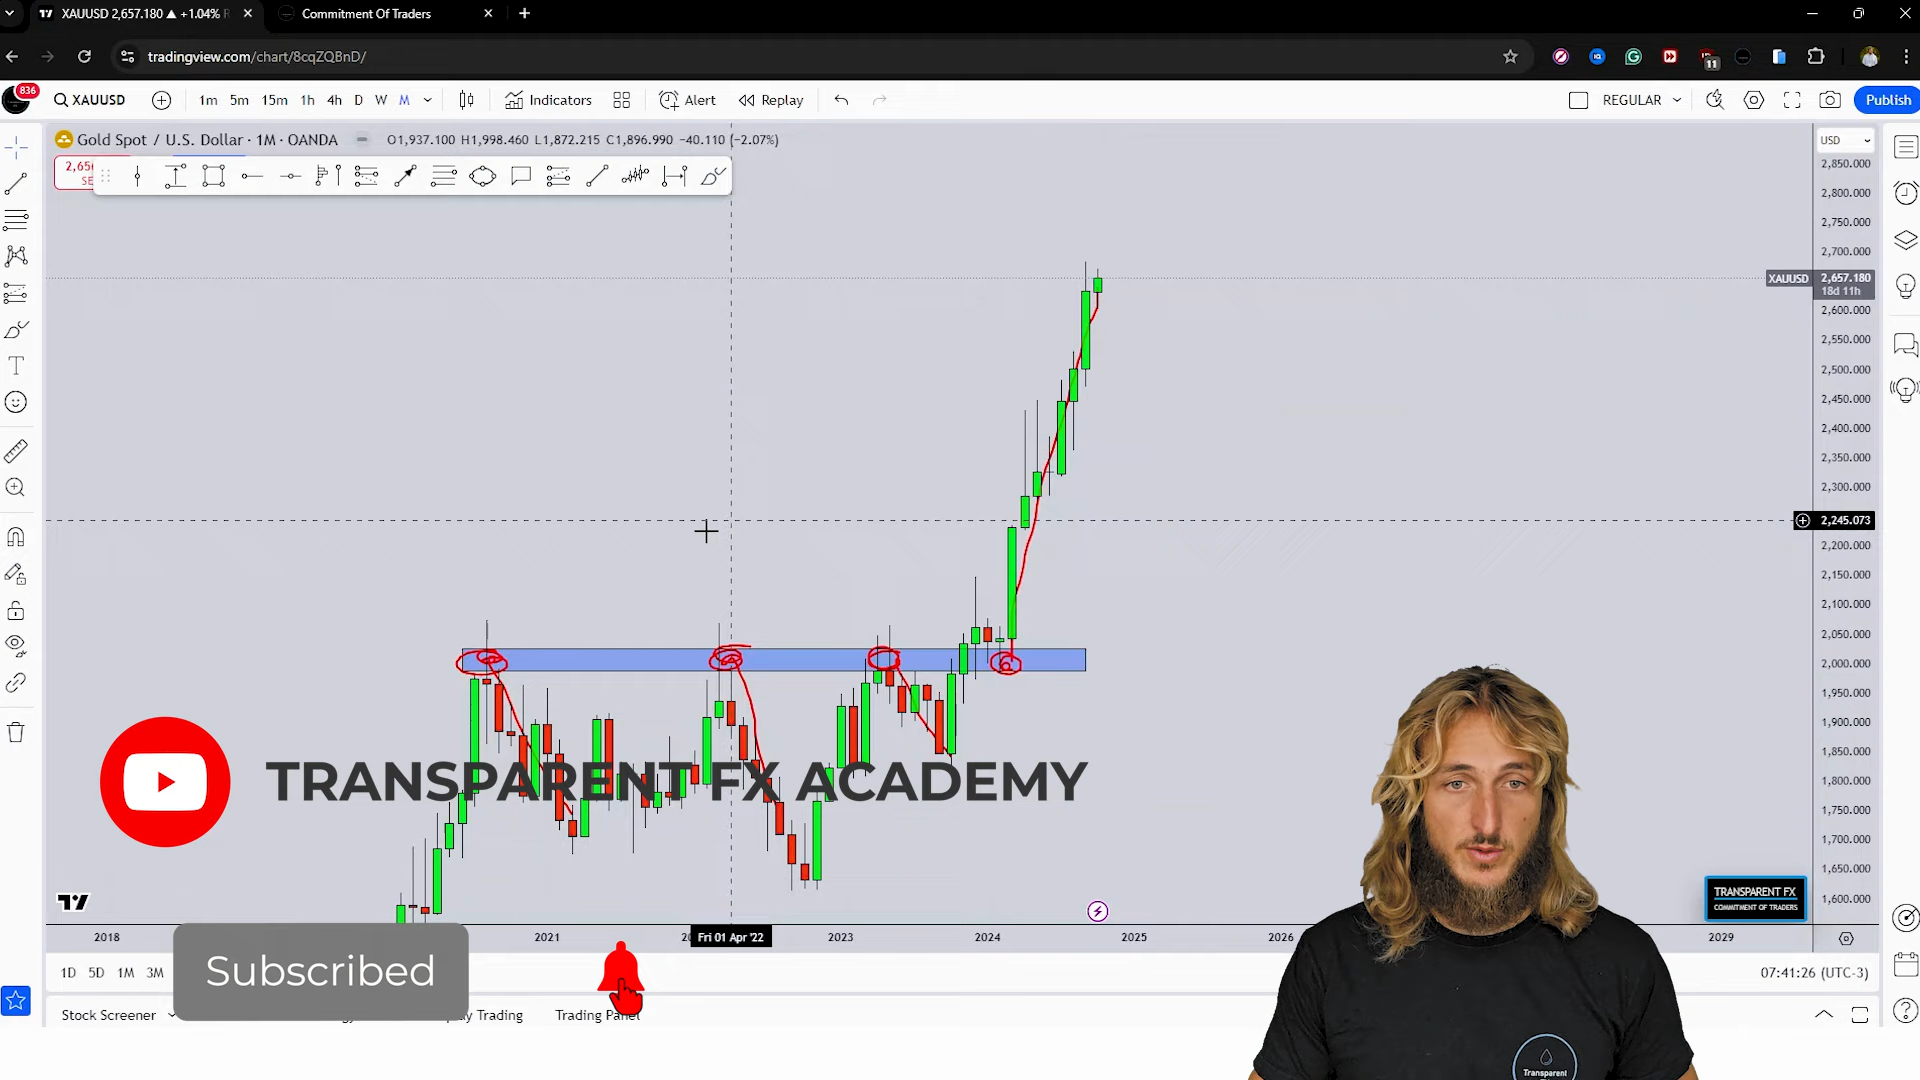 XAUUSD 2,657.180 ▲ +1.04% R
Commitment Of Traders
tradingview.com/chart/8cqZQBnD/
11
836
XAUUSD
1m 5m 15m 1h 4h D W M
Indicators
Alert
Replay
REGULAR
Publish
Gold Spot / U.S. Dollar · 1M · OANDA
O1,937.100 H1,998.460 L1,872.215 C1,896.990 −40.110 (−2.07%)
USD
2,850.000
2,800.000
2,750.000
2,700.000
XAUUSD 2,657.180
18d 11h
2,600.000
2,550.000
2,500.000
2,450.000
2,400.000
2,350.000
2,300.000
2,245.073
2,200.000
2,150.000
2,100.000
2,050.000
2,000.000
1,950.000
1,900.000
1,850.000
1,800.000
1,750.000
1,700.000
1,650.000
1,600.000
TRANSPARENT FX ACADEMY
TRANSPARENT FX
COMMITMENT OF TRADERS
2018 2021 Fri 01 Apr '22 2023 2024 2025 2026 2029
1D 5D 1M 3M
07:41:26 (UTC-3)
Subscribed
Stock Screener
Trading
Trading Panel
Transparent